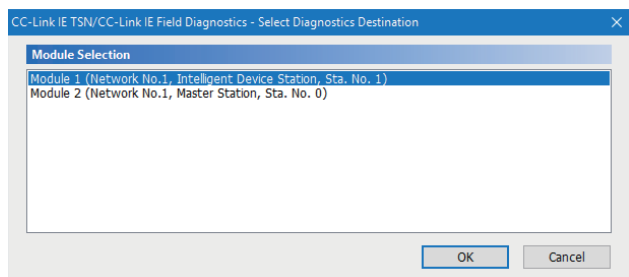 CC-Link IE TSN/CC-Link IE Field Diagnostics - Select Diagnostics Destination
Module Selection
Module 1 (Network No.1, Intelligent Device Station, Sta. No. 1)
Module 2 (Network No.1, Master Station, Sta. No. 0)
OK Cancel